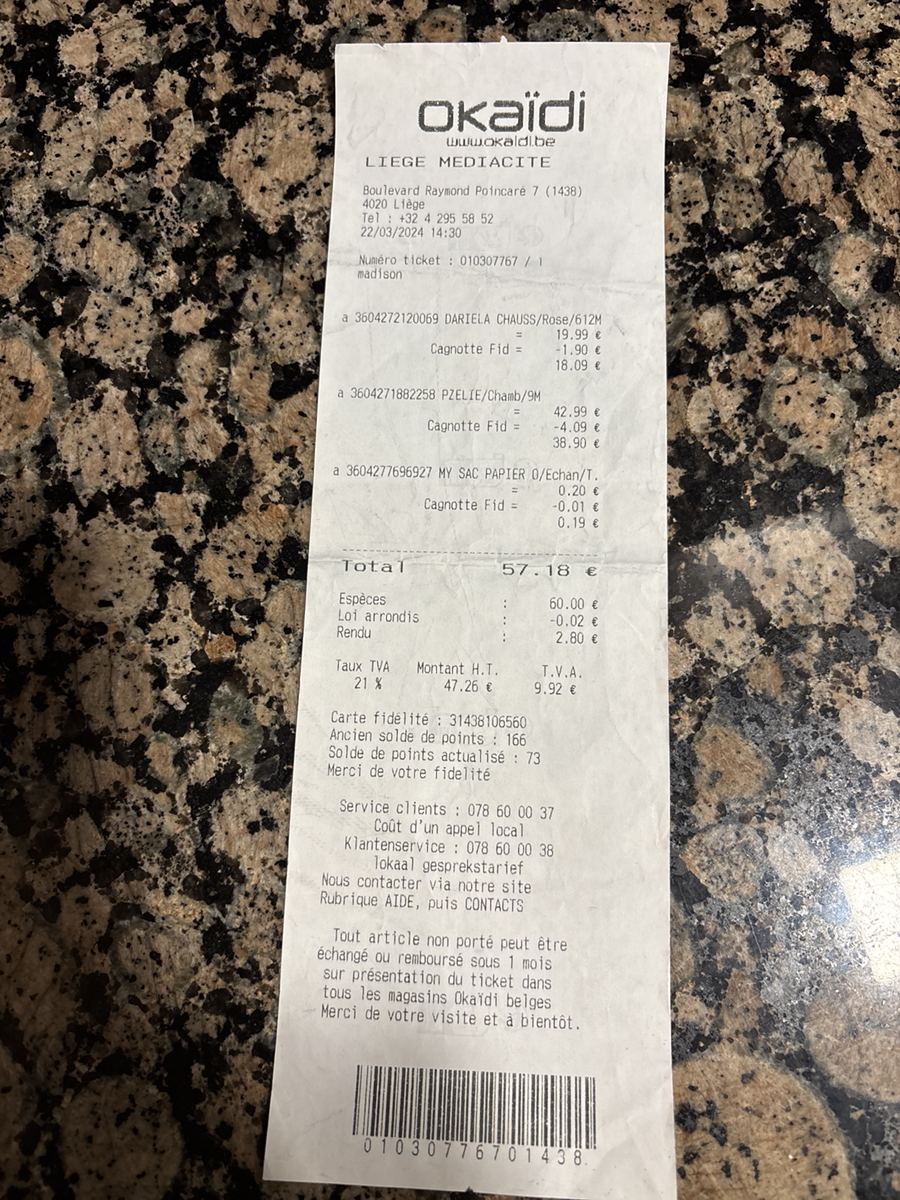 okaïdi
www.okaidi.be
LIEGE MEDIACITE
Boulevard Raymond Poincaré 7 (1438)
4020 Liège
Tel : +32 4 295 58 52
22/03/2024 14:30
Numéro ticket : 010307767 / 1
madison
a 3604272120069 DARIELA CHAUSS/Rose/612M
= 19.99 €
Cagnotte Fid = -1.90 €
18.09 €
a 3604271882258 PZELIE/Chamb/9M
= 42.99 €
Cagnotte Fid = -4.09 €
38.90 €
a 3604277696927 MY SAC PAPIER O/Echan/T.
= 0.20 €
Cagnotte Fid = -0.01 €
0.19 €
Total 57.18 €
Espèces : 60.00 €
Loi arrondis : -0.02 €
Rendu : 2.80 €
Taux TVA Montant H.T. T.V.A.
21 % 47.26 € 9.92 €
Carte fidélité : 31438106560
Ancien solde de points : 166
Solde de points actualisé : 73
Merci de votre fidelité
Service clients : 078 60 00 37
Coût d'un appel local
Klantenservice : 078 60 00 38
lokaal gesprekstarief
Nous contacter via notre site
Rubrique AIDE, puis CONTACTS
Tout article non porté peut être
échangé ou remboursé sous 1 mois
sur présentation du ticket dans
tous les magasins Okaïdi belges
Merci de votre visite et à bientôt.
01030776701438